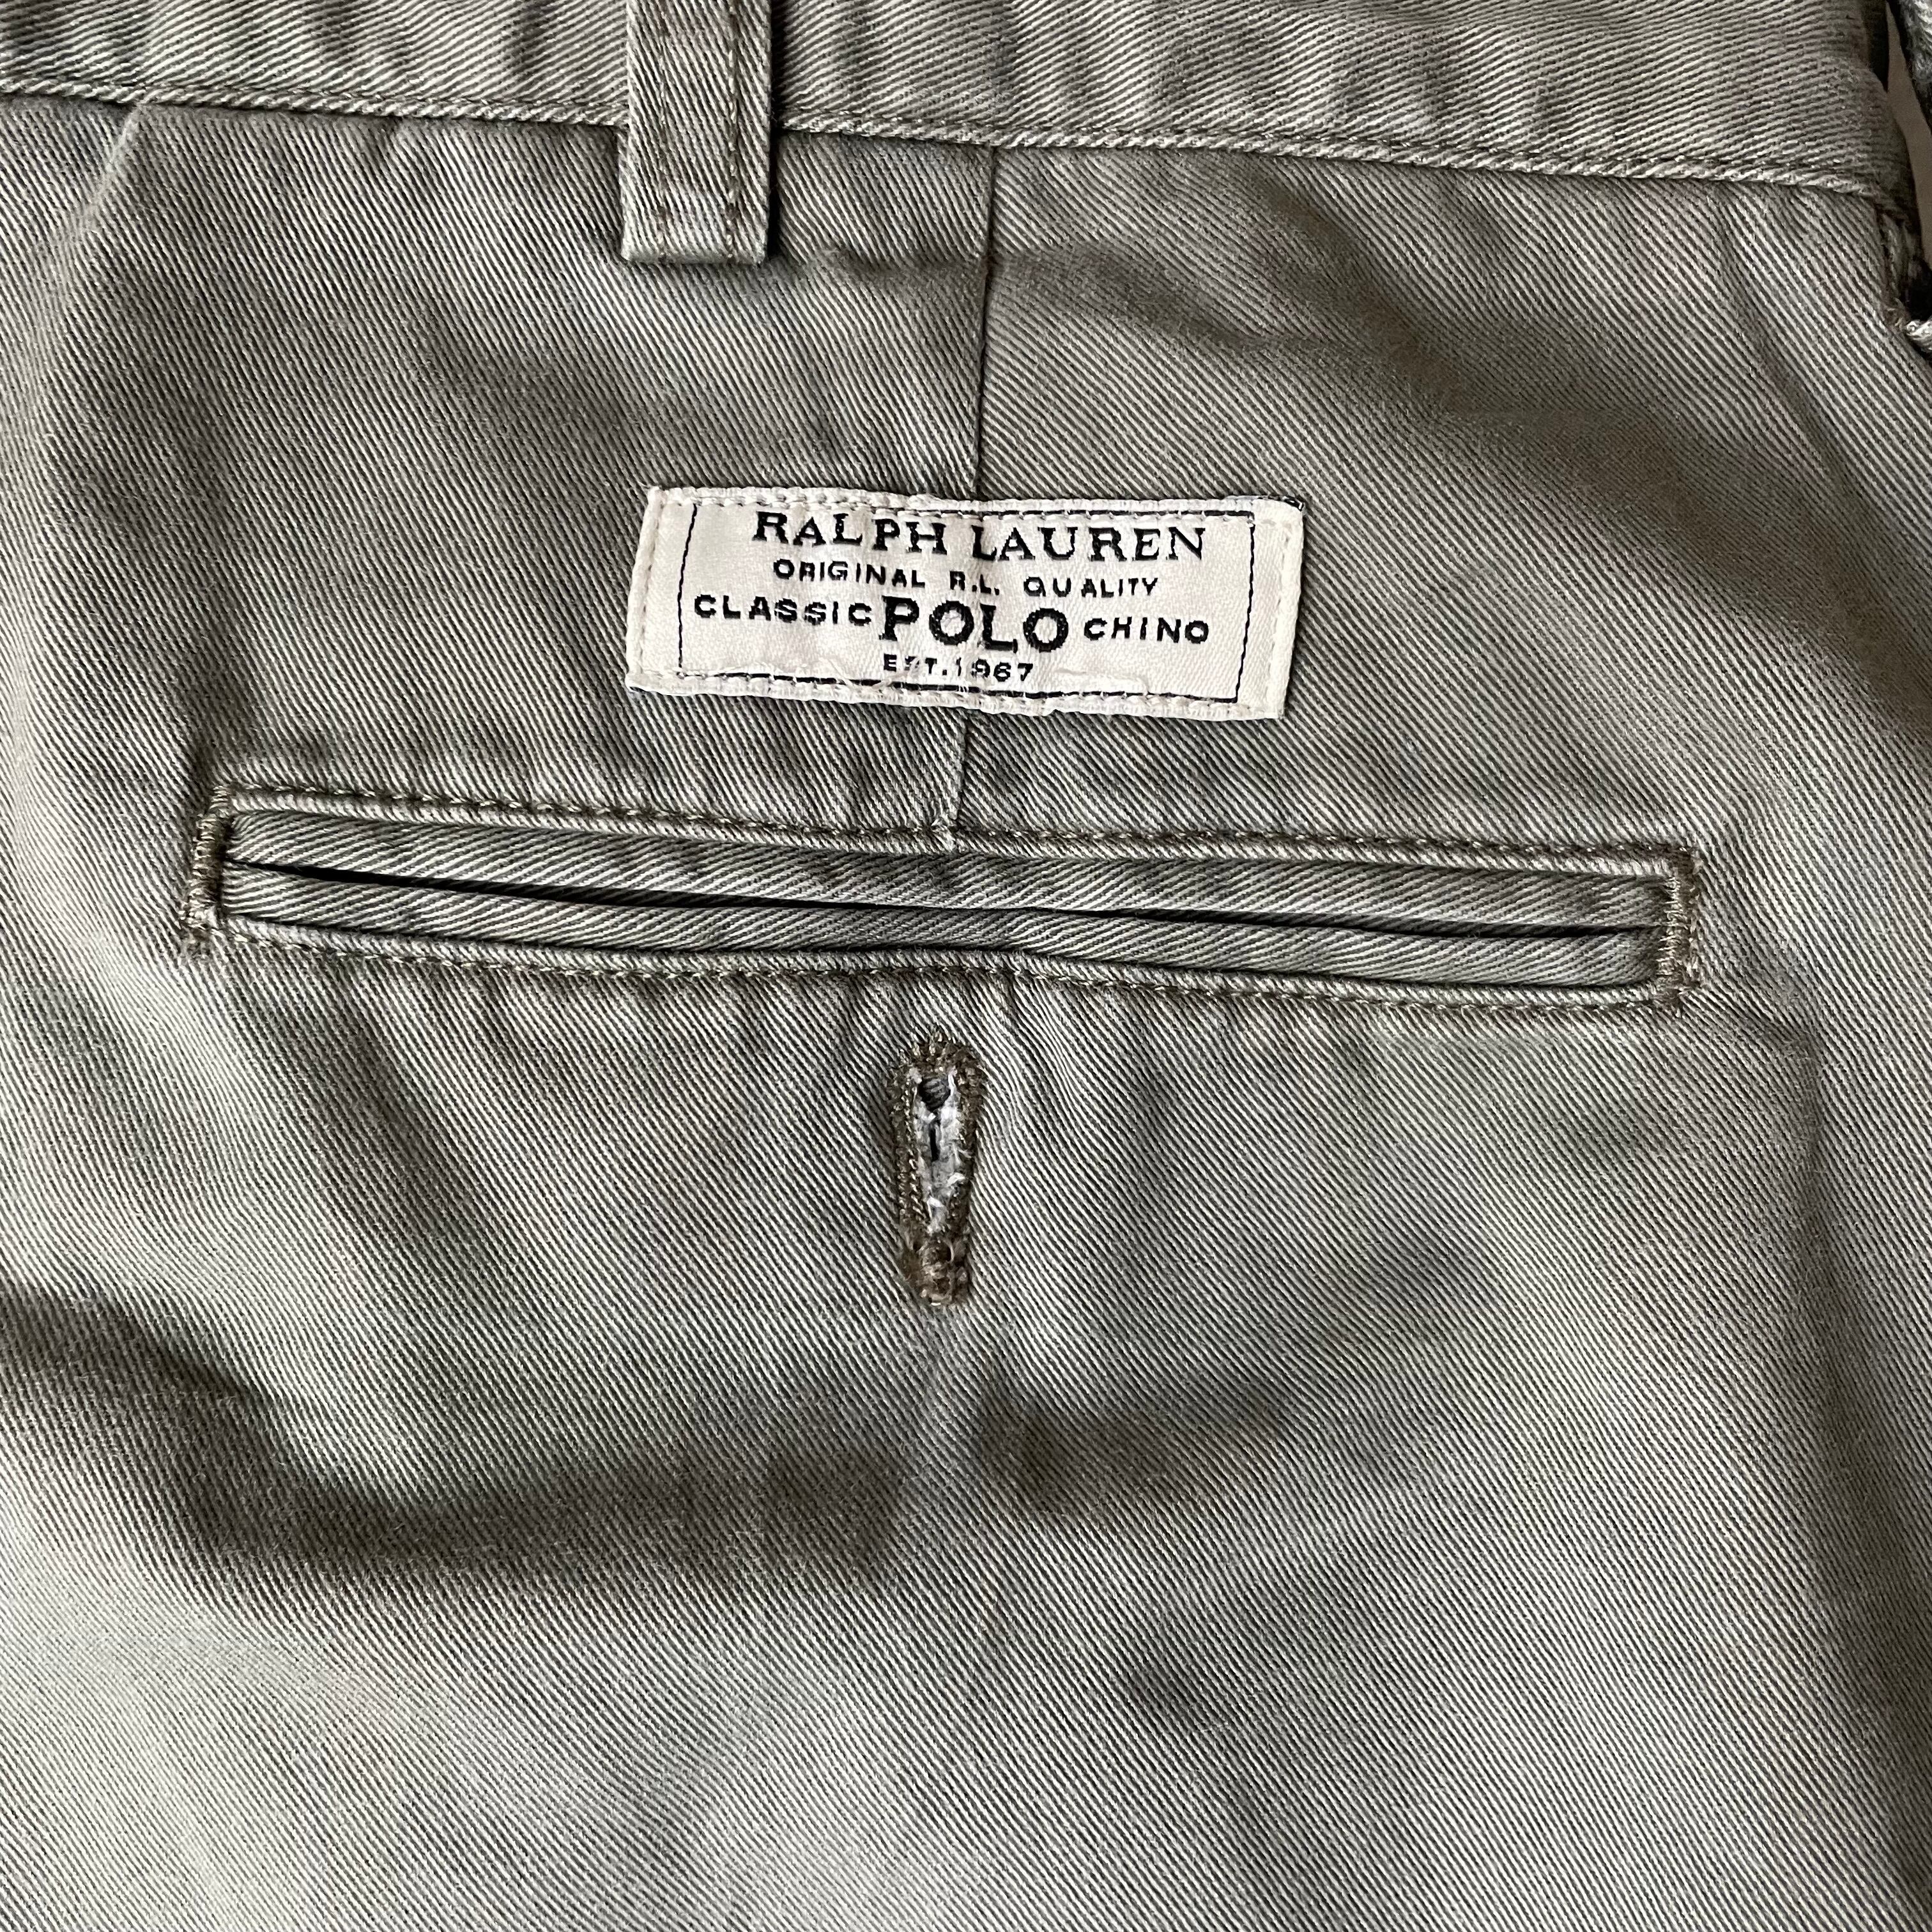 RALPH LAUREN
ORIGINAL R.L. QUALITY
CLASSIC POLO CHINO
EST. 1967